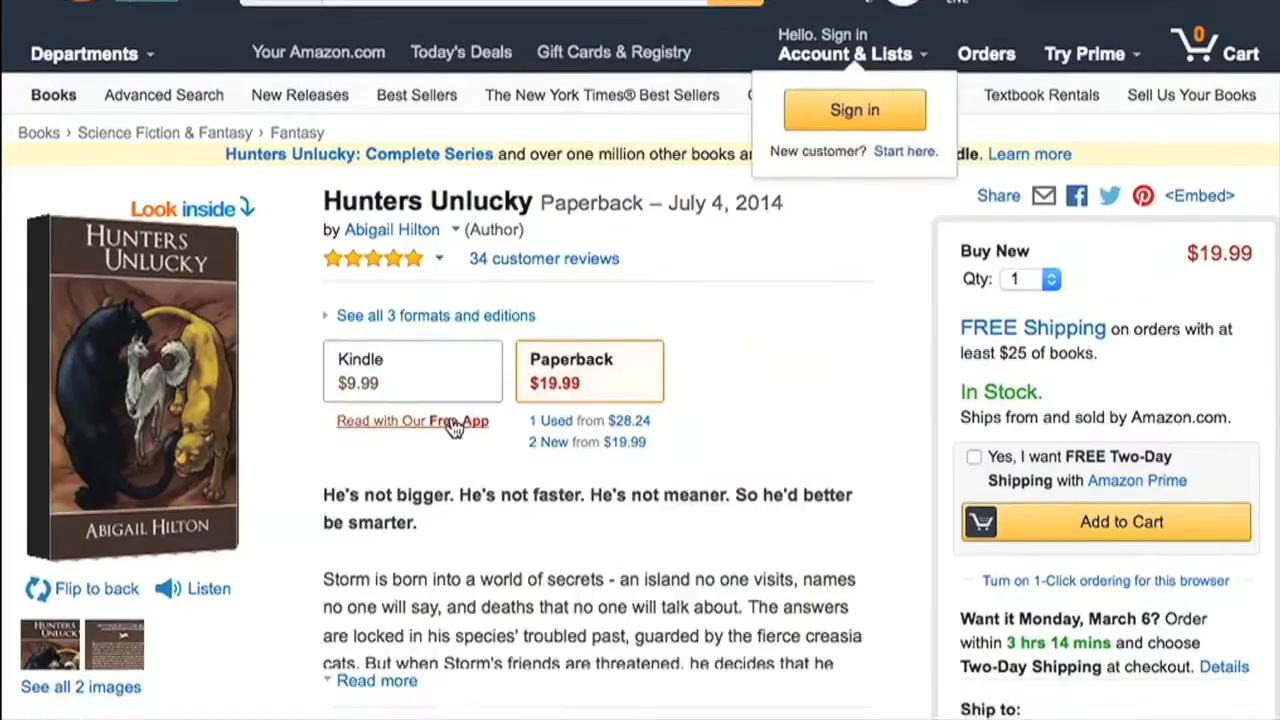 Hello. Sign in
Departments
Your Amazon.com
Today's Deals
Gift Cards & Registry
Account & Lists
Orders
Try Prime
0
Cart
Books
Advanced Search
New Releases
Best Sellers
The New York Times® Best Sellers
Textbook Rentals
Sell Us Your Books
Sign in
New customer? Start here.
Books › Science Fiction & Fantasy › Fantasy
Hunters Unlucky: Complete Series and over one million other books
dle. Learn more
Look inside
HUNTERS
UNLUCKY
ABIGAIL HILTON
Flip to back
Listen
HUNTERS
See all 2 images
Hunters Unlucky Paperback – July 4, 2014
by Abigail Hilton (Author)
34 customer reviews
See all 3 formats and editions
Kindle
$9.99
Paperback
$19.99
Read with Our Free App
1 Used from $28.24
2 New from $19.99
He's not bigger. He's not faster. He's not meaner. So he'd better
be smarter.
Storm is born into a world of secrets - an island no one visits, names
no one will say, and deaths that no one will talk about. The answers
are locked in his species' troubled past, guarded by the fierce creasia
cats. But when Storm's friends are threatened, he decides that he
Read more
Share
<Embed>
Buy New
$19.99
Qty: 1
FREE Shipping on orders with at
least $25 of books.
In Stock.
Ships from and sold by Amazon.com.
Yes, I want FREE Two-Day
Shipping with Amazon Prime
Add to Cart
Turn on 1-Click ordering for this browser
Want it Monday, March 6? Order
within 3 hrs 14 mins and choose
Two-Day Shipping at checkout. Details
Ship to: